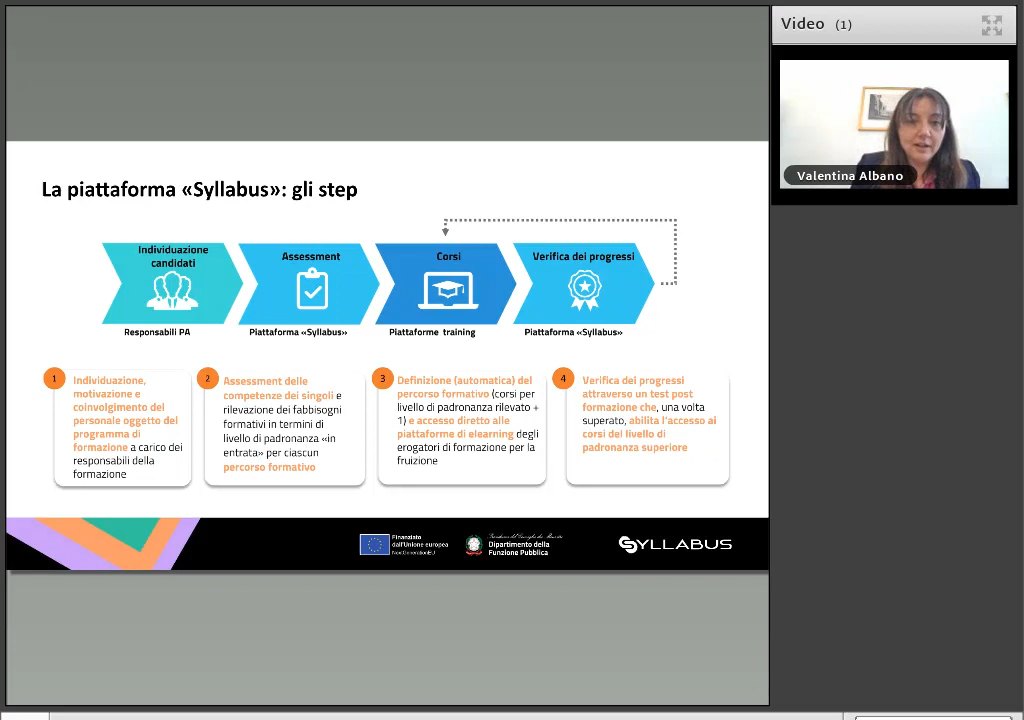 Video (1)
Valentina Albano
La piattaforma «Syllabus»: gli step
Individuazione
candidati
Assessment
Corsi
Verifica dei progressi
Responsabili PA
Piattaforma «Syllabus»
Piattaforme training
Piattaforma «Syllabus»
1
Individuazione,
motivazione e
coinvolgimento del
personale oggetto del
programma di
formazione a carico dei
responsabili della
formazione
2
Assessment delle
competenze dei singoli e
rilevazione dei fabbisogni
formativi in termini di
livello di padronanza «in
entrata» per ciascun
percorso formativo
3
Definizione (automatica) del
percorso formativo (corsi per
livello di padronanza rilevato +
1) e accesso diretto alle
piattaforme di elearning degli
erogatori di formazione per la
fruizione
4
Verifica dei progressi
attraverso un test post
formazione che, una volta
superato, abilita l'accesso ai
corsi del livello di
padronanza superiore
Finanziato
dall'Unione europea
NextGenerationEU
Presidenza del Consiglio dei Ministri
Dipartimento della
Funzione Pubblica
SYLLABUS